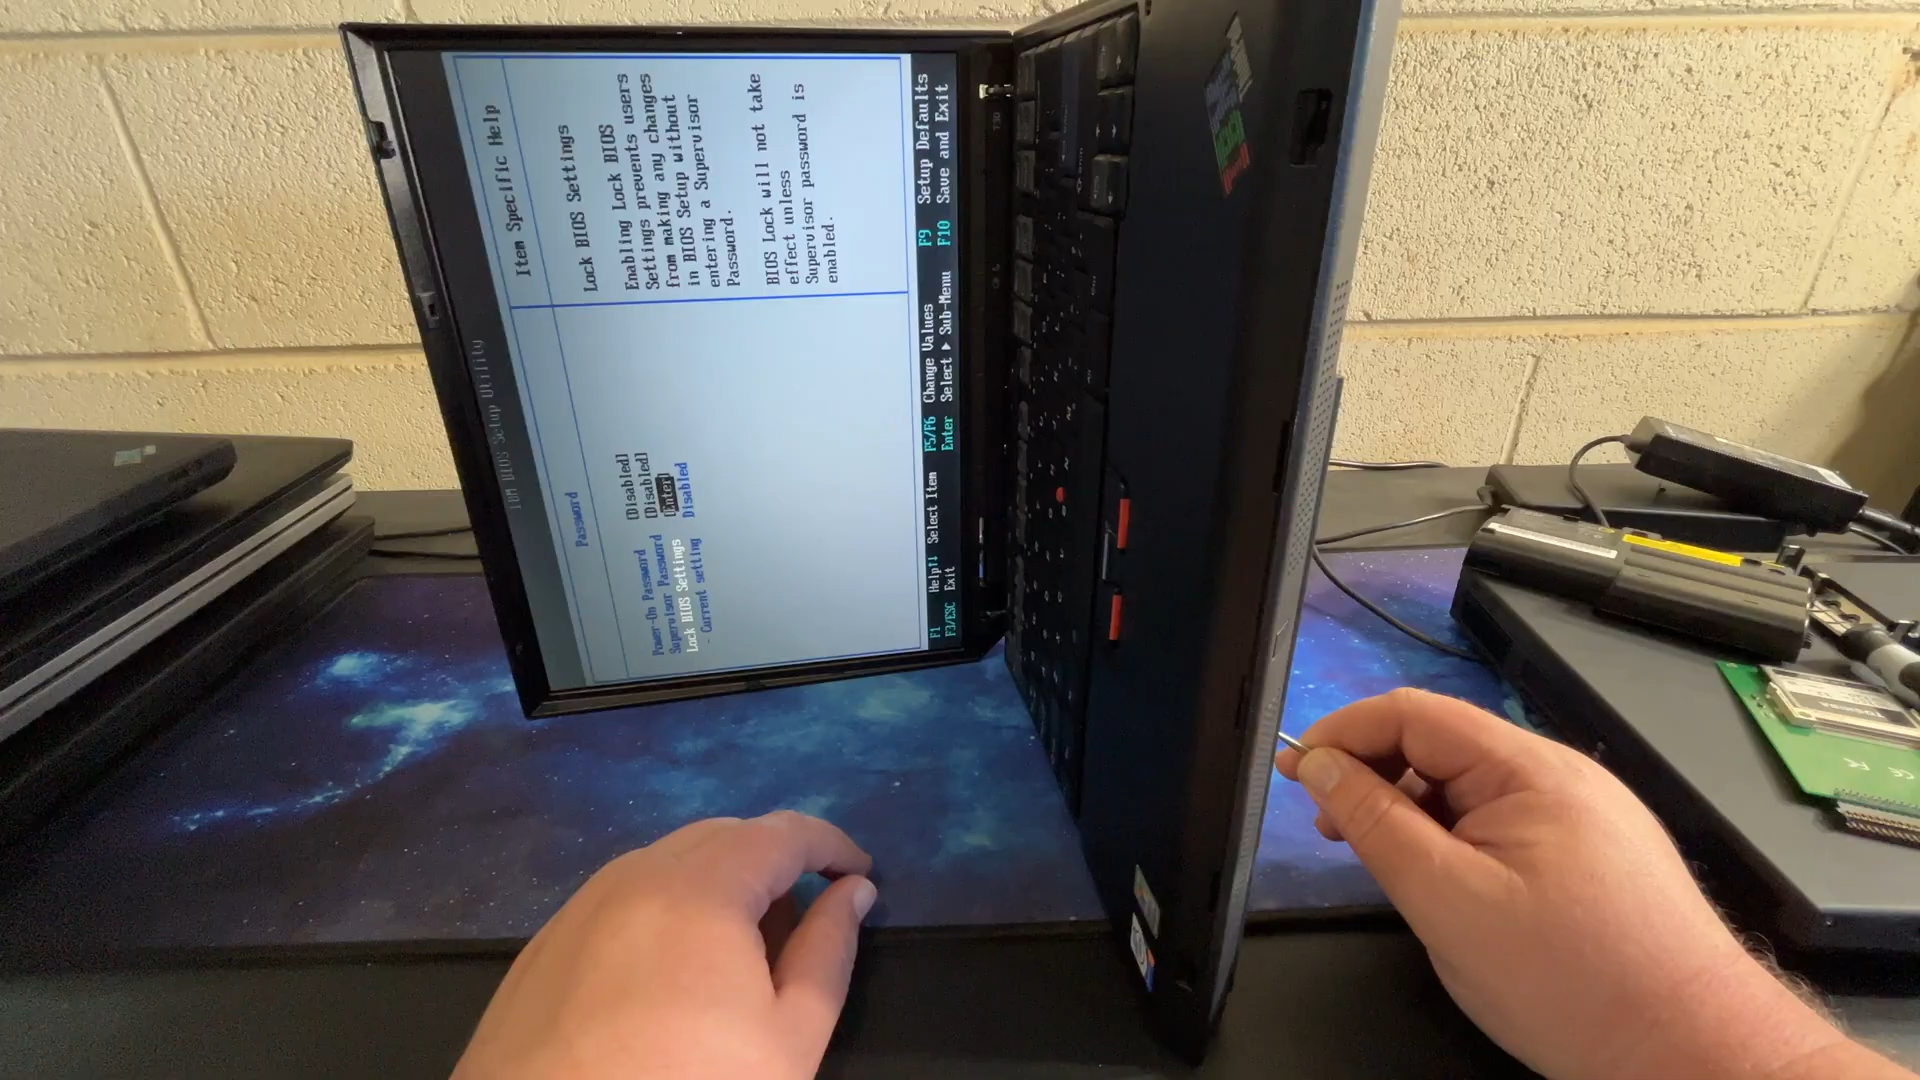 IBM BIOS Setup Utility
Password
Item Specific Help
Power-On Password [Disabled]
Supervisor Password [Disabled]
Lock BIOS Settings [Enter]
- Current setting Disabled
Lock BIOS Settings
Enabling Lock BIOS
Settings prevents users
from making any changes
in BIOS Setup without
entering a Supervisor
Password.
BIOS Lock will not take
effect unless
Supervisor password is
enabled.
F1 Help ↑↓ Select Item F5/F6 Change Values F9 Setup Defaults
F3/ESC Exit Enter Select ▶ Sub-Menu F10 Save and Exit
T30